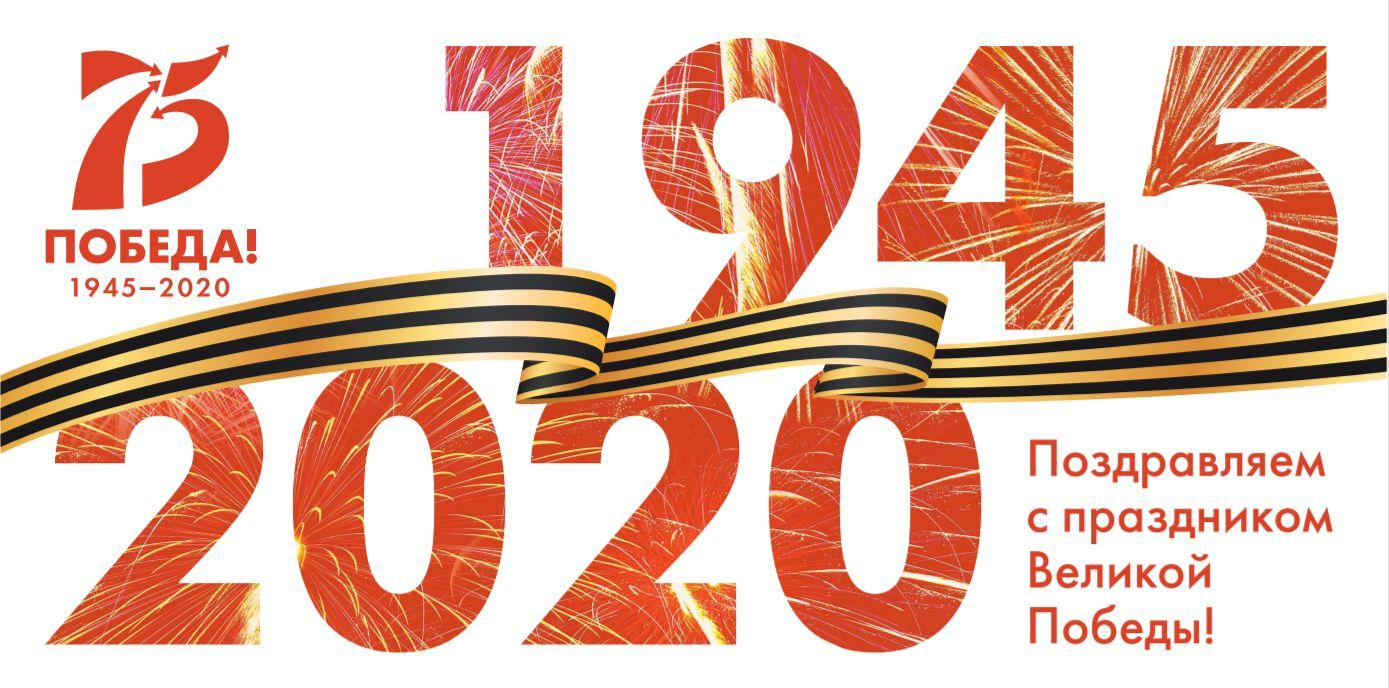 75
ПОБЕДА!
1945–2020
1945
2020
Поздравляем
с праздником
Великой
Победы!